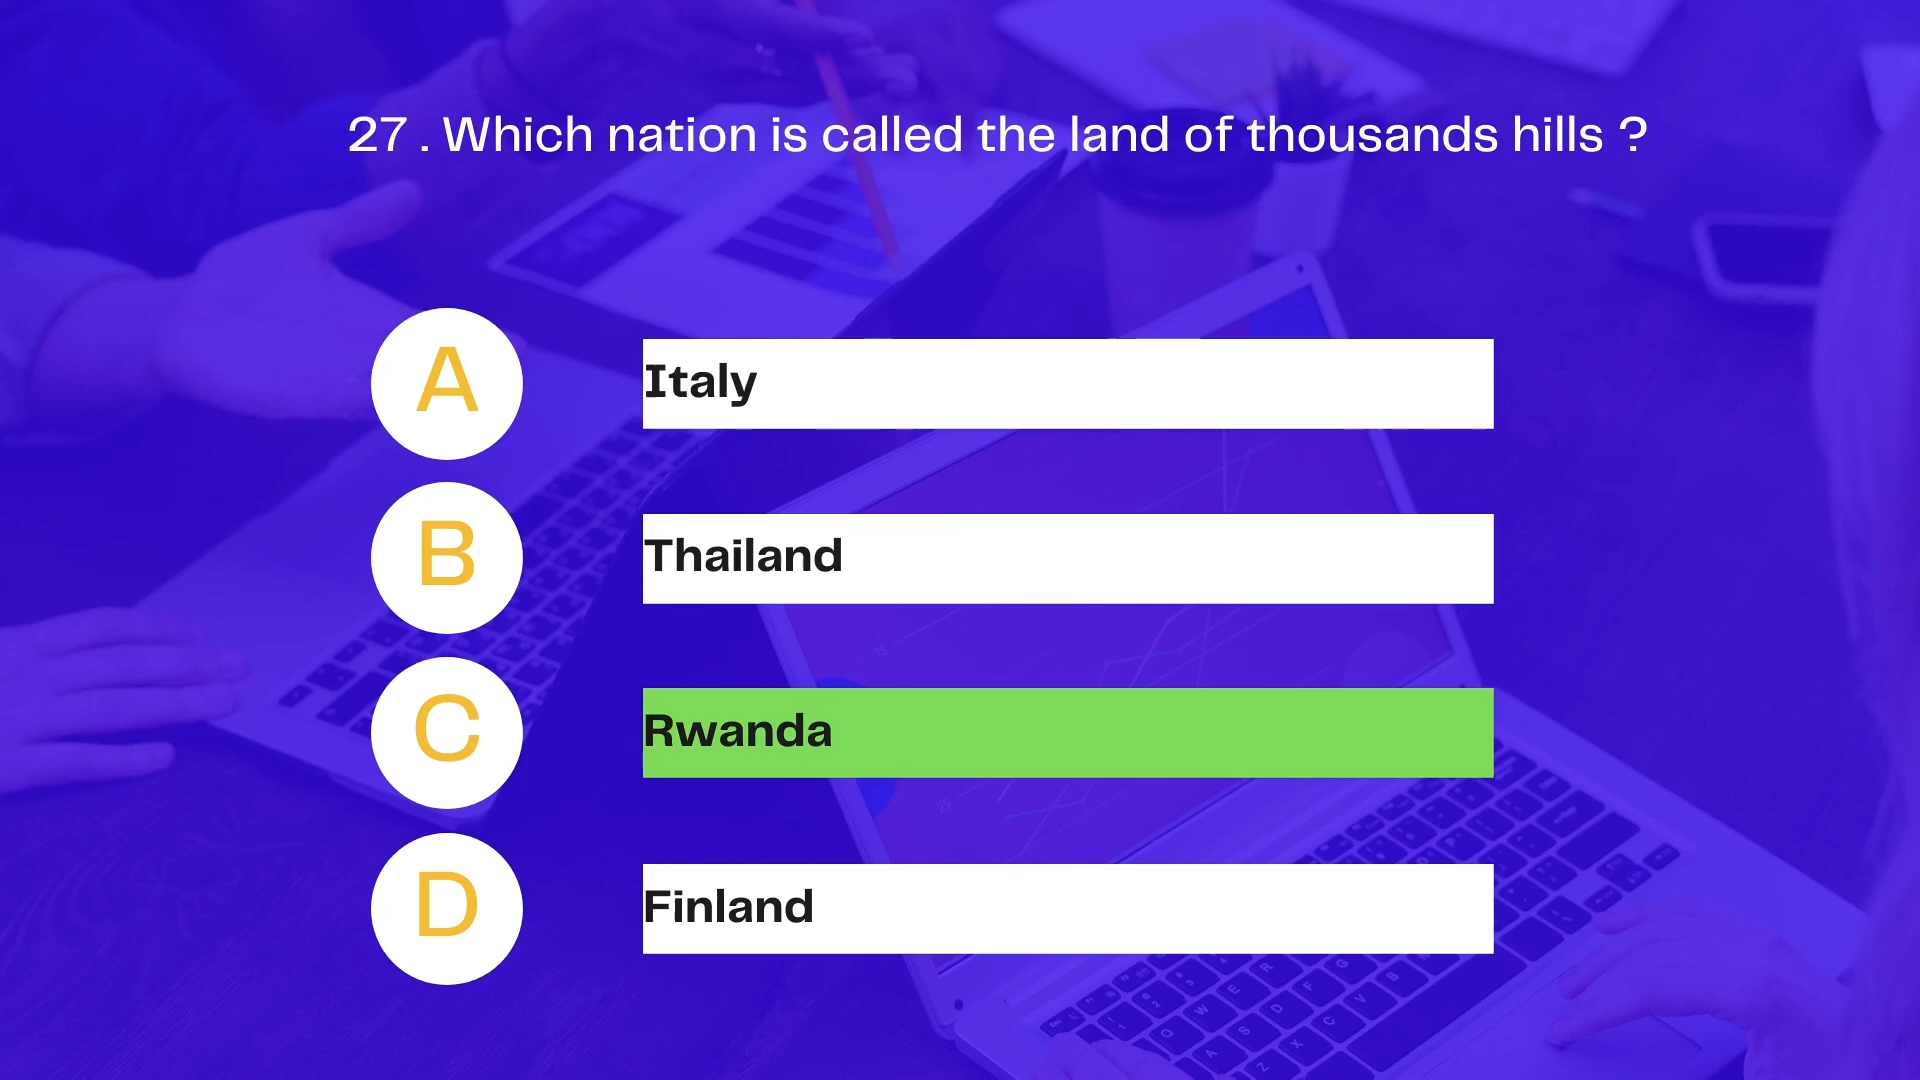 27 . Which nation is called the land of thousands hills ?
A
Italy
B
Thailand
C
Rwanda
D
Finland